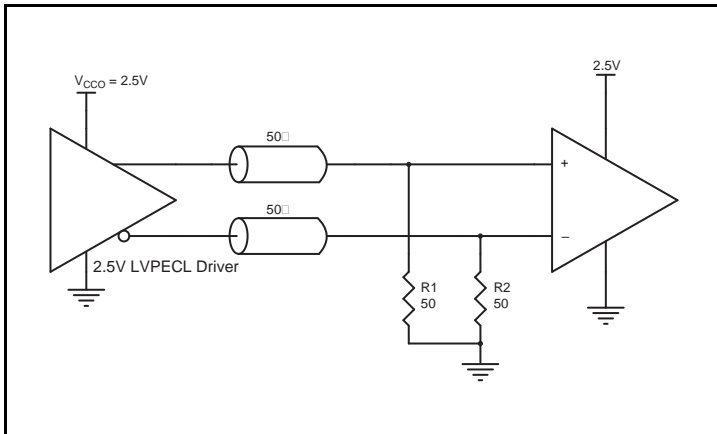 V_CCO = 2.5V
2.5V
50□
+
50□
–
2.5V LVPECL Driver
R1
50
R2
50